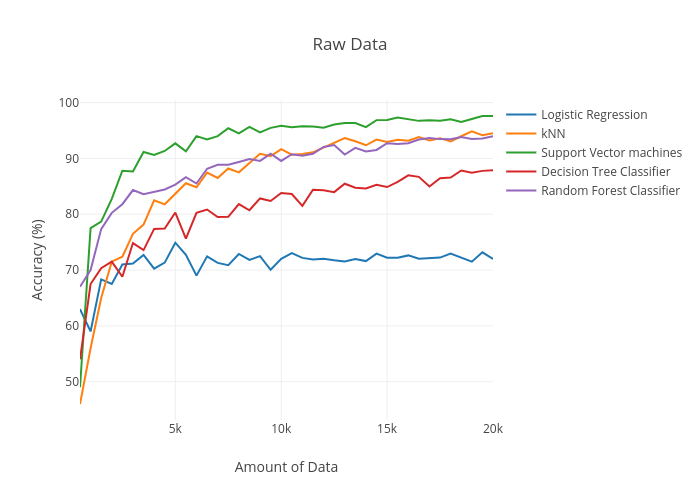 Raw Data
100
90
80
70
60
50
Accuracy (%)
5k
10k
15k
20k
Amount of Data
Logistic Regression
kNN
Support Vector machines
Decision Tree Classifier
Random Forest Classifier